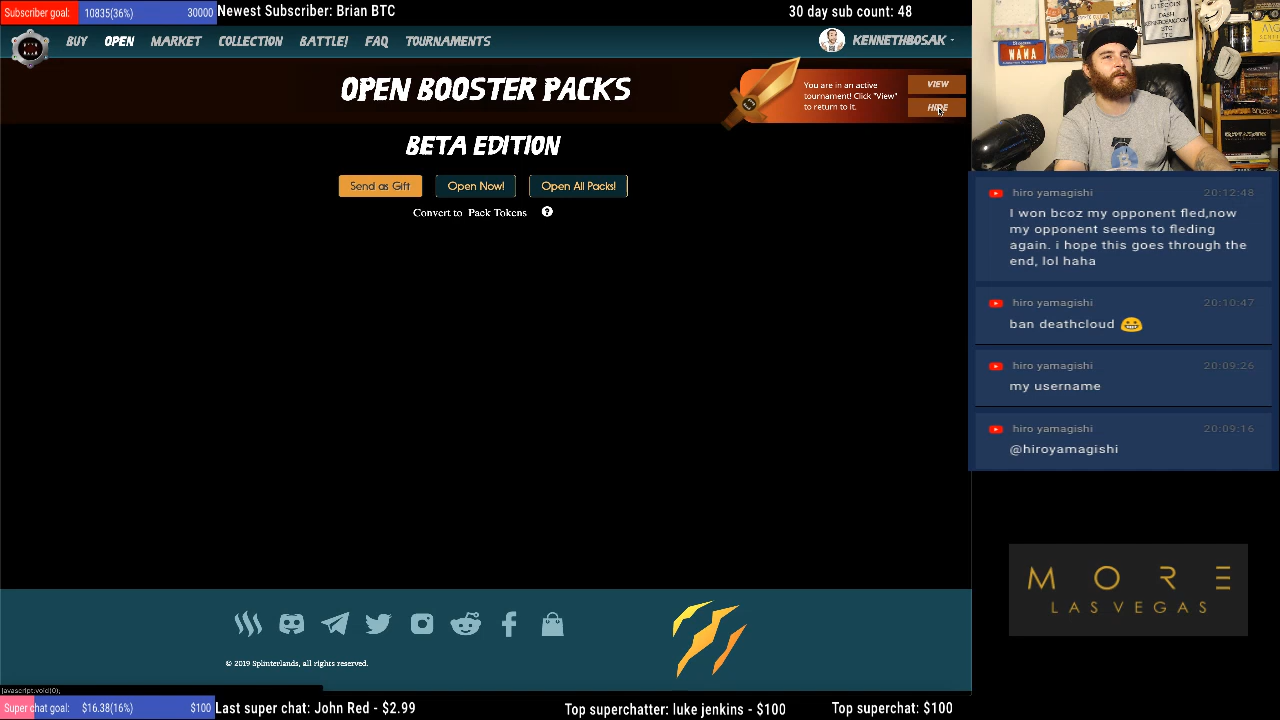 Subscriber goal: 10835(36%) 30000
Newest Subscriber: Brian BTC
30 day sub count: 48
BUY OPEN MARKET COLLECTION BATTLE! FAQ TOURNAMENTS
KENNETHBOSAK
OPEN BOOSTER PACKS
You are in an active
tournament! Click "View"
to return to it.
VIEW
HIDE
BETA EDITION
Send as Gift Open Now! Open All Packs!
Convert to Pack Tokens ?
hiro yamagishi 20:12:48
I won bcoz my opponent fled,now
my opponent seems to fleding
again. i hope this goes through the
end, lol haha
hiro yamagishi 20:10:47
ban deathcloud
hiro yamagishi 20:09:26
my username
hiro yamagishi 20:09:16
@hiroyamagishi
MORE
LAS VEGAS
© 2019 Splinterlands, all rights reserved.
javascript:void(0);
Super chat goal: $16.38(16%) $100
Last super chat: John Red - $2.99
Top superchatter: luke jenkins - $100
Top superchat: $100